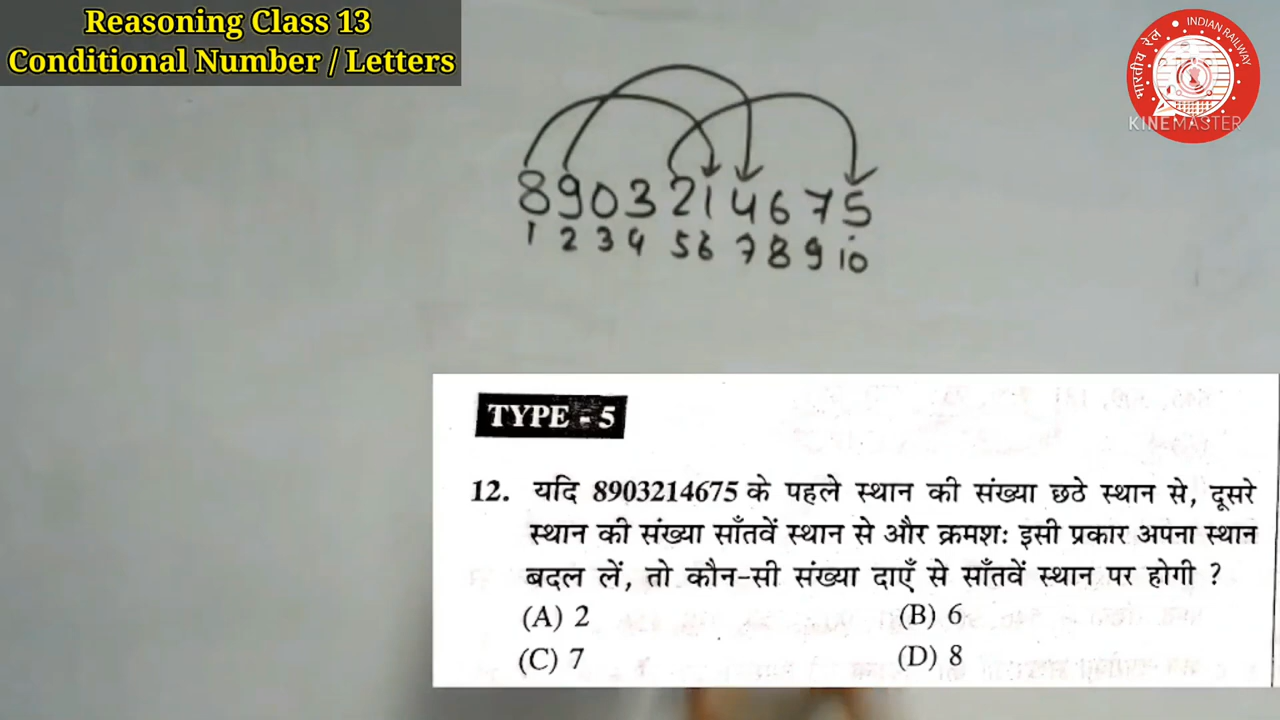 Reasoning Class 13
Conditional Number / Letters
भारतीय रेल INDIAN RAILWAY
KINEMASTER
8903214675
1 2 3 4 5 6 7 8 9 10
TYPE - 5
12. यदि 8903214675 के पहले स्थान की संख्या छठे स्थान से, दूसरे
स्थान की संख्या साँतवें स्थान से और क्रमशः इसी प्रकार अपना स्थान
बदल लें, तो कौन-सी संख्या दाएँ से साँतवें स्थान पर होगी ?
(A) 2 (B) 6
(C) 7 (D) 8